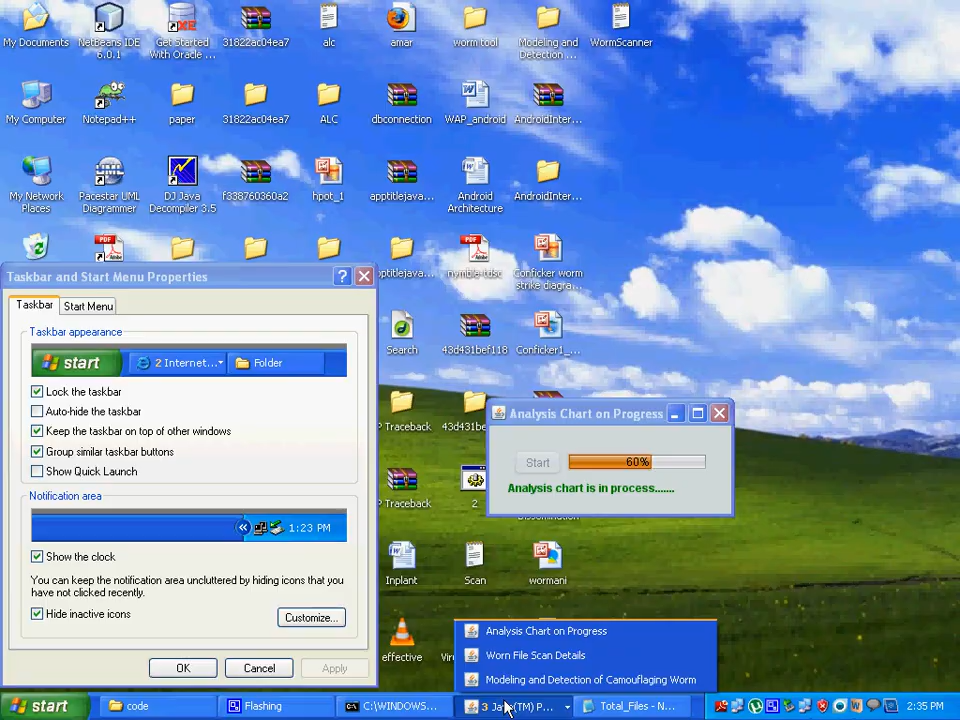 My Documents
NetBeans IDE
6.0.1
Get Started
With Oracle ...
31822ac04ea7
alc
amar
worm tool
Modeling and
Detection ...
WormScanner
My Computer
Notepad++
paper
31822ac04ea7
ALC
dbconnection
WAP_android
AndroidInter...
My Network
Places
Pacestar UML
Diagrammer
DJ Java
Decompiler 3.5
f338760360a2
hpot_1
apptitlejava...
Android
Architecture
AndroidInter...
PDF
PDF
nymble-tdsc
Conficker worm
strike diagra...
Search
43d431bef118
Conficker1_...
P Traceback
P Traceback
2
Inplant
Scan
wormani
effective
Taskbar and Start Menu Properties
Taskbar
Start Menu
Taskbar appearance
start
2 Internet...
Folder
Lock the taskbar
Auto-hide the taskbar
Keep the taskbar on top of other windows
Group similar taskbar buttons
Show Quick Launch
Notification area
1:23 PM
Show the clock
You can keep the notification area uncluttered by hiding icons that you
have not clicked recently.
Hide inactive icons
Customize...
OK
Cancel
Apply
Analysis Chart on Progress
Start
60%
Analysis chart is in process.......
Analysis Chart on Progress
Worn File Scan Details
Modeling and Detection of Camouflaging Worm
start
code
Flashing
C:\WINDOWS...
3 Java(TM) P...
Total_Files - N...
2:35 PM